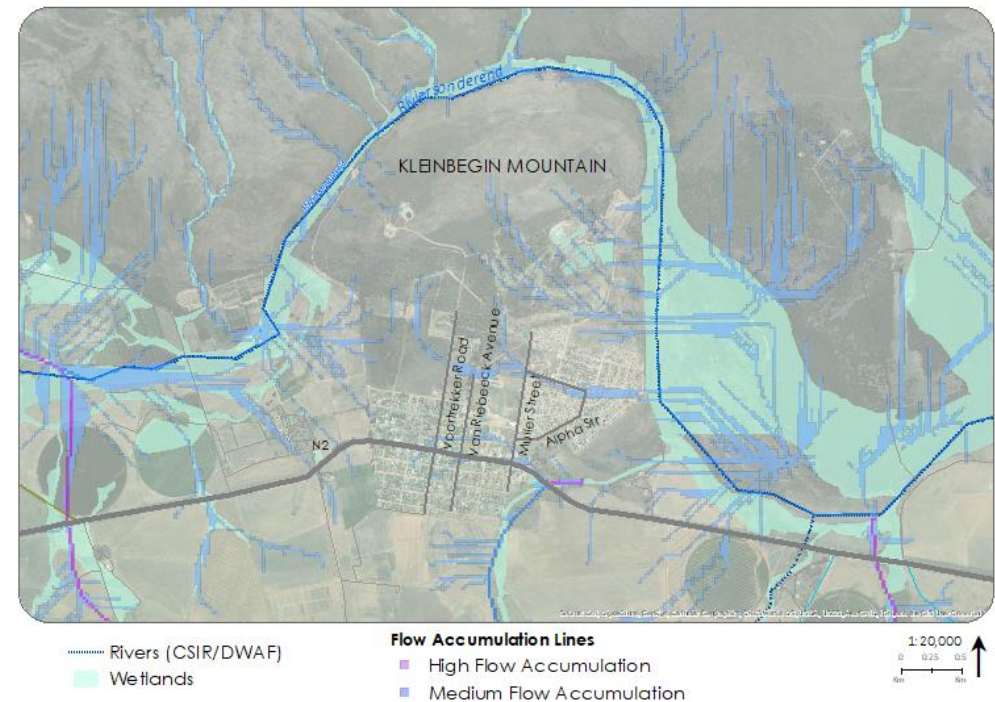 Riviersonderend
KLEINBEGIN MOUNTAIN
Voortrekker Road
Van Riebeeck Avenue
Muller Street
Alpha Str.
N2
Rivers (CSIR/DWAF)
Wetlands
Flow Accumulation Lines
High Flow Accumulation
Medium Flow Accumulation
1:20,000
0 0.25 0.5
Km Km